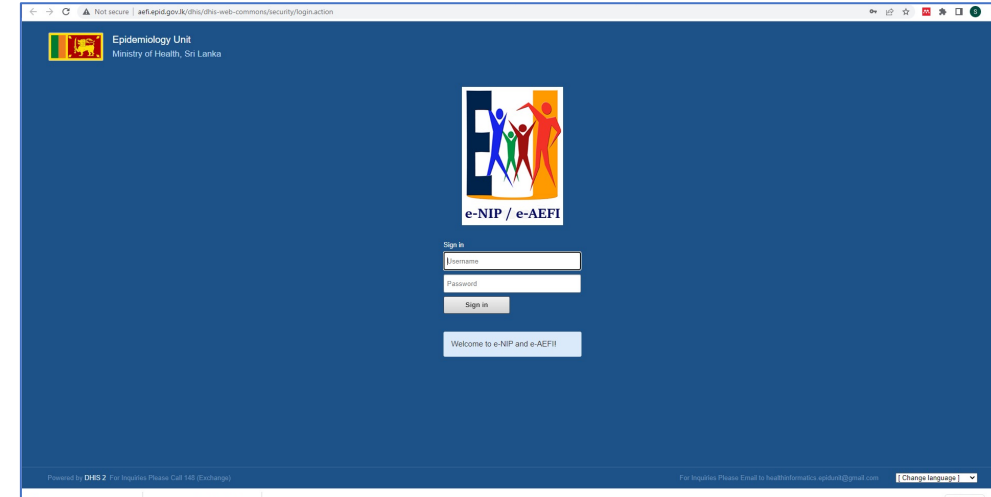 Not secure | aefi.epid.gov.lk/dhis/dhis-web-commons/security/login.action
S
Epidemiology Unit
Ministry of Health, Sri Lanka
e-NIP / e-AEFI
Sign in
Username
Password
Sign in
Welcome to e-NIP and e-AEFI!
Powered by DHIS 2 For Inquiries Please Call 148 (Exchange)
For Inquiries Please Email to healthinformatics.epidunit@gmail.com
[ Change language ]